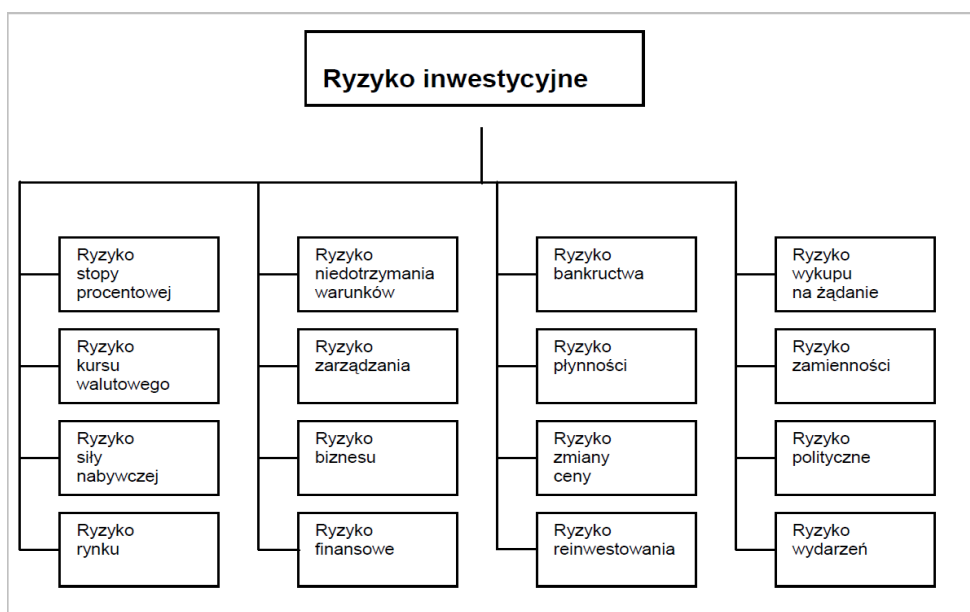 Ryzyko inwestycyjne
Ryzyko
stopy
procentowej
Ryzyko
niedotrzymania
warunków
Ryzyko
bankructwa
Ryzyko
wykupu
na żądanie
Ryzyko
kursu
walutowego
Ryzyko
zarządzania
Ryzyko
płynności
Ryzyko
zamienności
Ryzyko
siły
nabywczej
Ryzyko
biznesu
Ryzyko
zmiany
ceny
Ryzyko
polityczne
Ryzyko
rynku
Ryzyko
finansowe
Ryzyko
reinwestowania
Ryzyko
wydarzeń